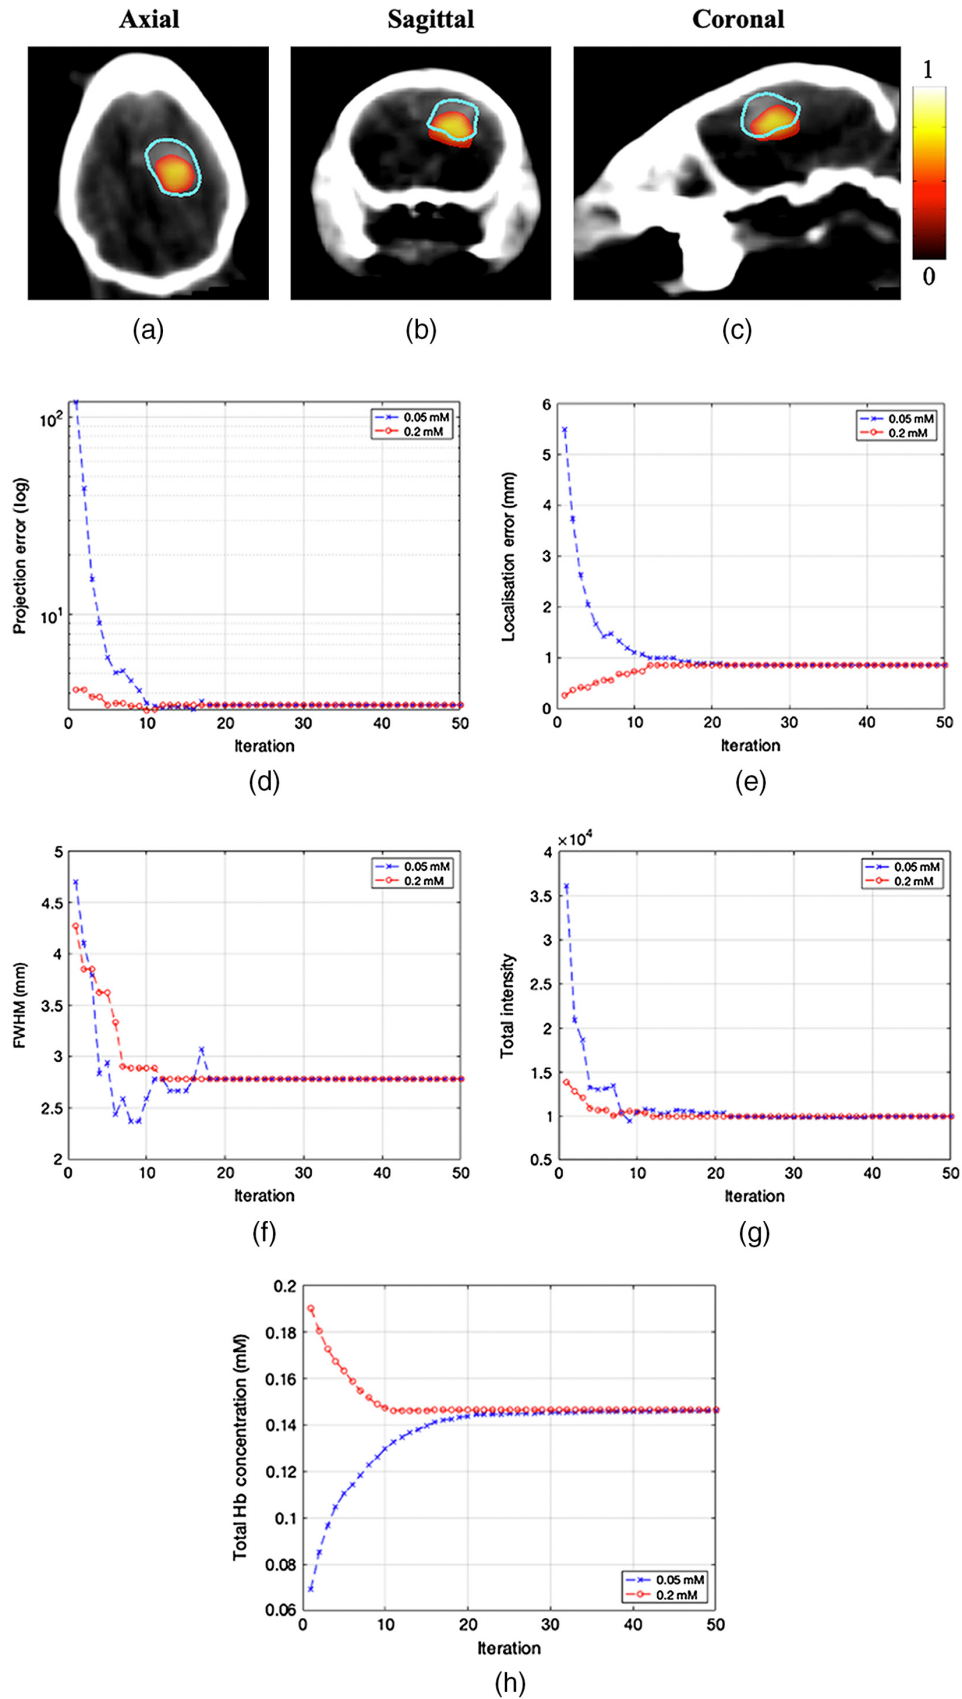 Axial Sagittal Coronal
1
0
(a) (b) (c)
10²
10¹
Projection error (log)
0.05 mM
0.2 mM
0 10 20 30 40 50
Iteration
(d)
6
5
4
3
2
1
0
Localisation error (mm)
0.05 mM
0.2 mM
0 10 20 30 40 50
Iteration
(e)
5
4.5
4
3.5
3
2.5
2
FWHM (mm)
0.05 mM
0.2 mM
0 10 20 30 40 50
Iteration
(f)
×10⁴
4
3.5
3
2.5
2
1.5
1
0.5
Total intensity
0.05 mM
0.2 mM
0 10 20 30 40 50
Iteration
(g)
0.2
0.18
0.16
0.14
0.12
0.1
0.08
0.06
Total Hb concentration (mM)
0.05 mM
0.2 mM
0 10 20 30 40 50
Iteration
(h)